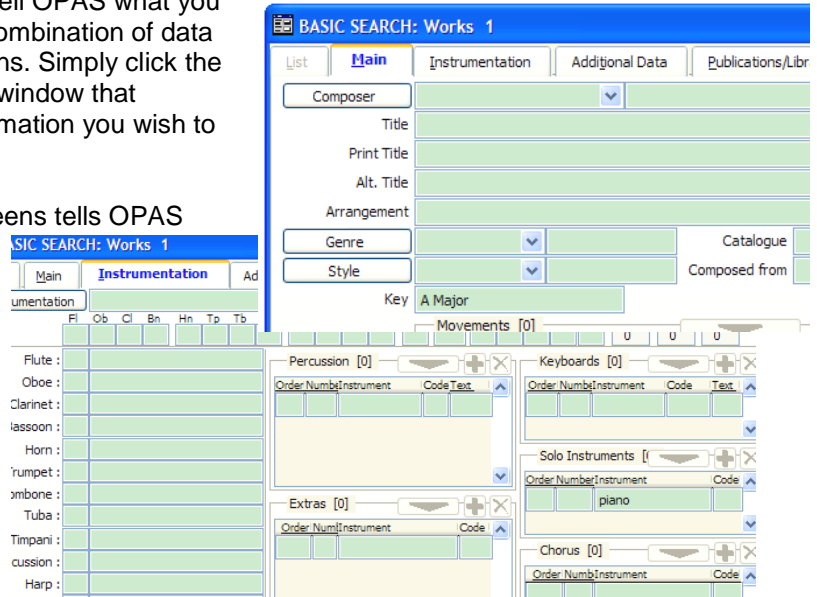 ell OPAS what you
ombination of data
ns. Simply click the
window that
mation you wish to
eens tells OPAS
BASIC SEARCH: Works 1
List Main Instrumentation Additional Data Publications/Libr
Composer
Title
Print Title
Alt. Title
Arrangement
Genre Catalogue
Style Composed from
Key A Major
Movements [0]
ASIC SEARCH: Works 1
Main Instrumentation Ad
umentation
Fl Ob Cl Bn Hn Tp Tb
0 0 0
Flute :
Oboe :
Clarinet :
assoon :
Horn :
rumpet :
ombone :
Tuba :
Timpani :
cussion :
Harp :
Percussion [0]
Order Numbe Instrument Code Text
Extras [0]
Order Num Instrument Code
Keyboards [0]
Order Numbe Instrument Code Text
Solo Instruments [
Order Number Instrument Code
piano
Chorus [0]
Order Numb Instrument Code